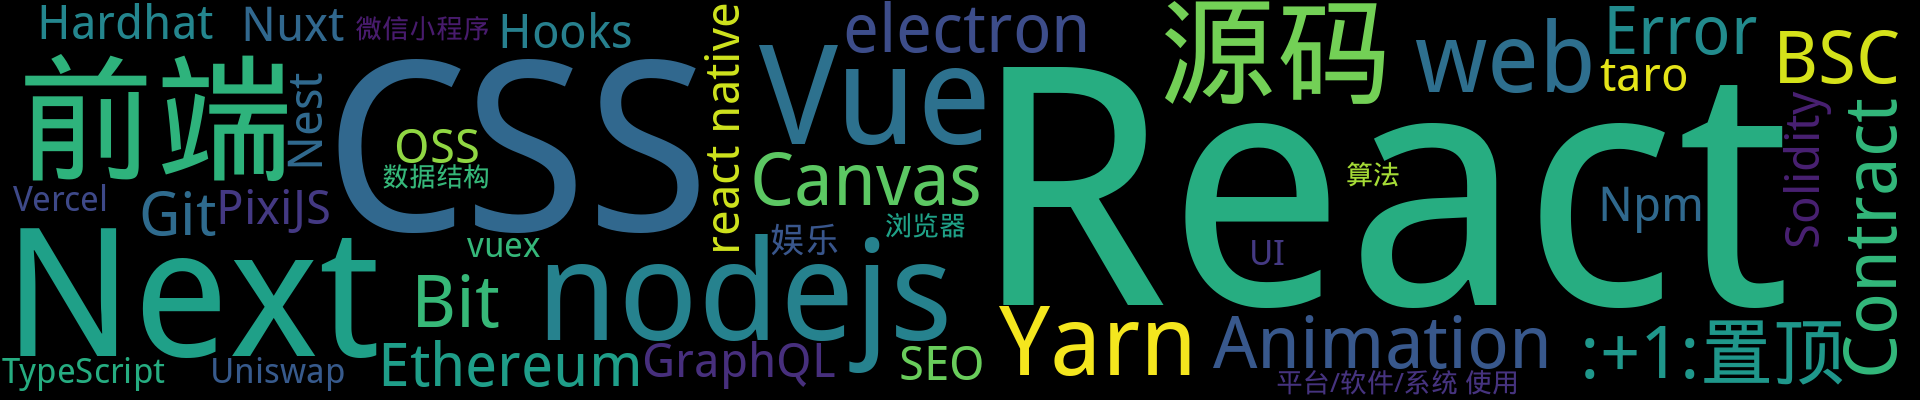 Hardhat
Nuxt
微信小程序
Hooks
react native
electron
源码
web
Error
taro
BSC
前端
Nest
CSS
OSS
数据结构
Vue
Canvas
React
算法
Npm
Solidity
Contract
Vercel
Git
PixiJS
vuex
娱乐
浏览器
UI
Next
Bit
nodejs
Yarn
Animation
:+1:置顶
TypeScript
Uniswap
Ethereum
GraphQL
SEO
平台/软件/系统 使用